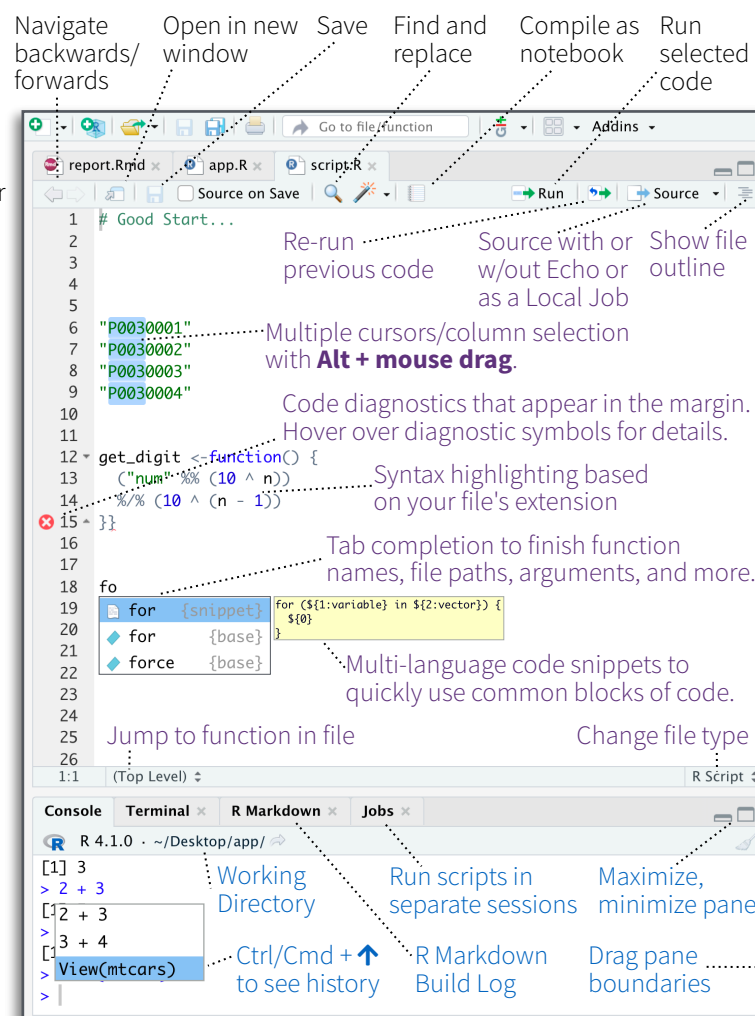 Navigate
backwards/
forwards
Open in new
window
Save
Find and
replace
Compile as
notebook
Run
selected
code
Go to file/function
Addins
report.Rmd
app.R
script.R
r
Source on Save
Run
Source
1 # Good Start...
2
3
4
5
Re-run
previous code
Source with or
w/out Echo or
as a Local Job
Show file
outline
6 "P0030001"
7 "P0030002"
8 "P0030003"
9 "P0030004"
10
11
Multiple cursors/column selection
with Alt + mouse drag.
Code diagnostics that appear in the margin.
Hover over diagnostic symbols for details.
12 get_digit <-function() {
13 ("num" %% (10 ^ n))
14 %/% (10 ^ (n - 1))
15 }}
16
17
Syntax highlighting based
on your file's extension
Tab completion to finish function
names, file paths, arguments, and more.
18 fo
19 for {snippet}
20 for {base}
21 force {base}
22
23
24
25
26
for (${1:variable} in ${2:vector}) {
${0}
}
Multi-language code snippets to
quickly use common blocks of code.
Jump to function in file
Change file type
1:1 (Top Level)
R Script
Console Terminal R Markdown Jobs
R 4.1.0 · ~/Desktop/app/
[1] 3
> 2 + 3
[1
>
[1
>
>
2 + 3
3 + 4
View(mtcars)
Working
Directory
Run scripts in
separate sessions
Maximize,
minimize pane
Ctrl/Cmd + ↑
to see history
R Markdown
Build Log
Drag pane
boundaries